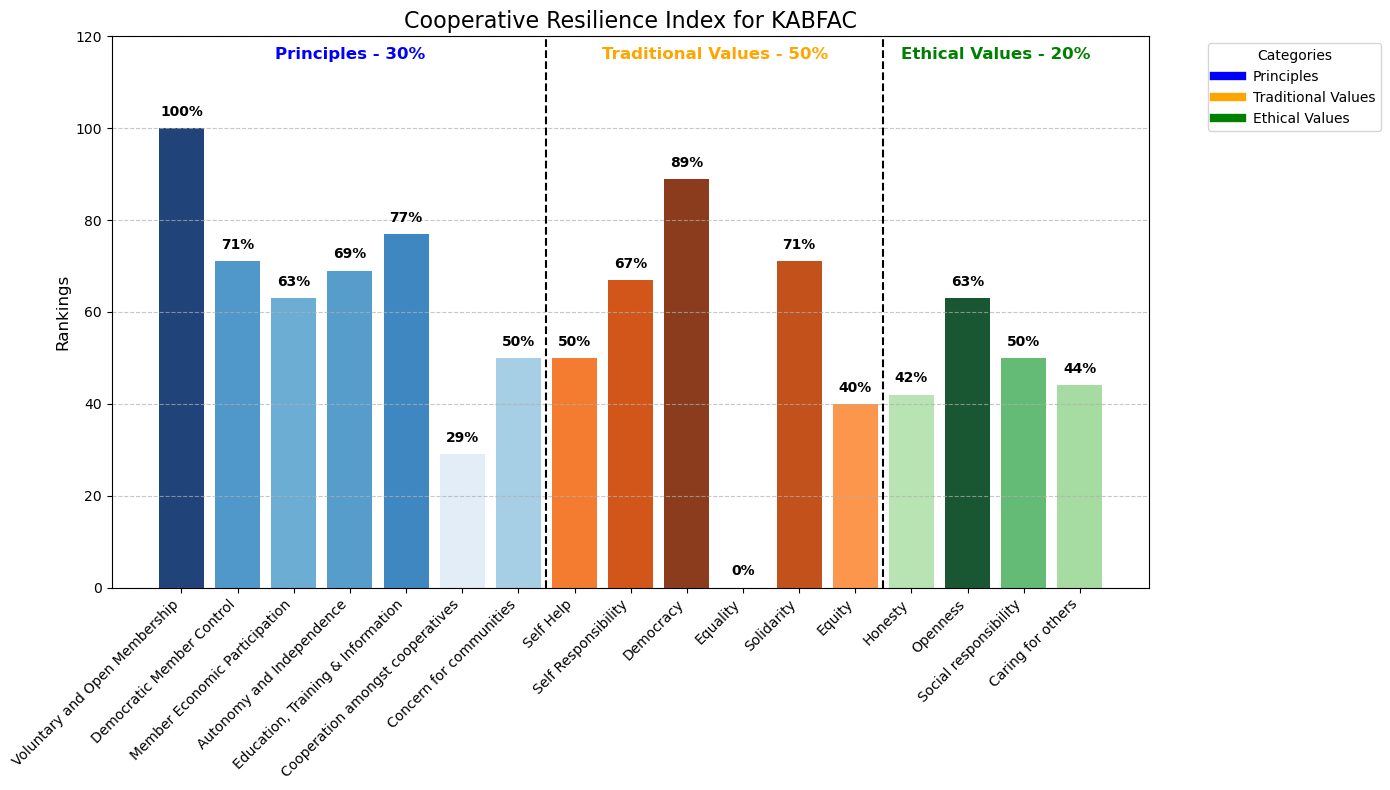 Cooperative Resilience Index for KABFAC
Principles - 30%
Traditional Values - 50%
Ethical Values - 20%
Categories
Principles
Traditional Values
Ethical Values
Rankings
120
100
80
60
40
20
0
100%
71%
63%
69%
77%
29%
50%
50%
67%
89%
0%
71%
40%
42%
63%
50%
44%
Voluntary and Open Membership
Democratic Member Control
Member Economic Participation
Autonomy and Independence
Education, Training & Information
Cooperation amongst cooperatives
Concern for communities
Self Help
Self Responsibility
Democracy
Equality
Solidarity
Equity
Honesty
Openness
Social responsibility
Caring for others